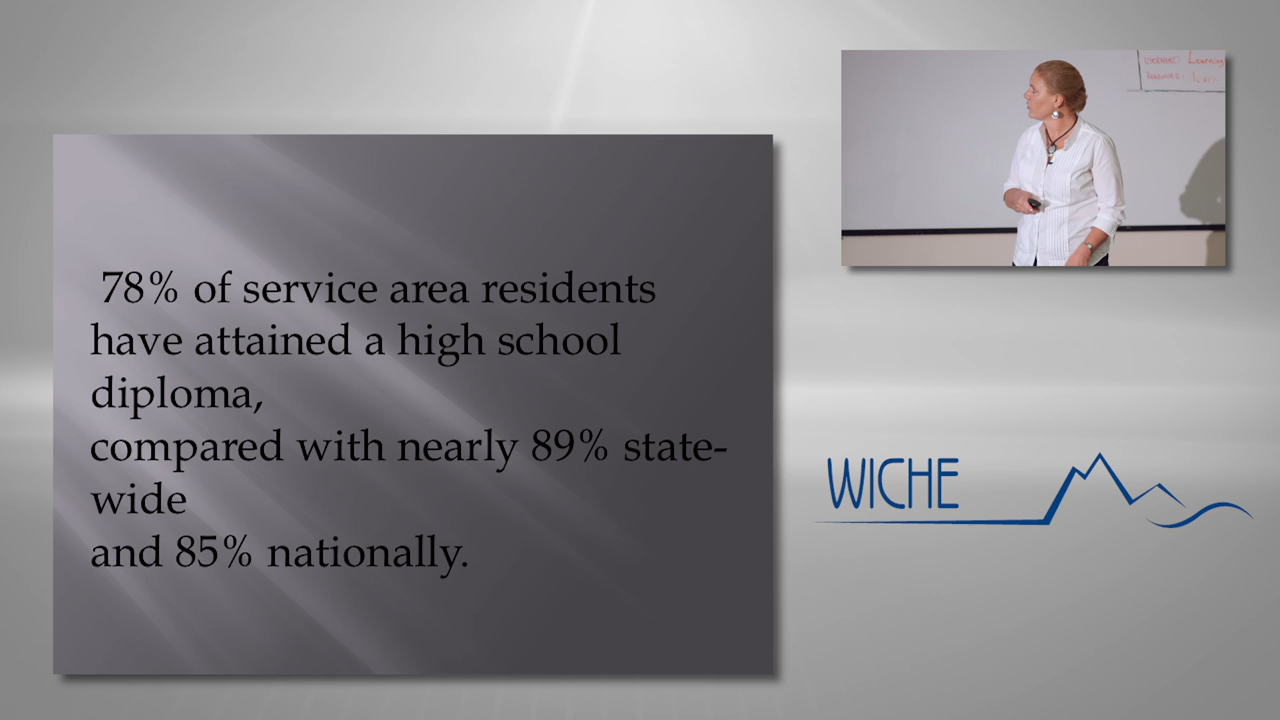 78% of service area residents
have attained a high school
diploma,
compared with nearly 89% state-
wide
and 85% nationally.
WICHE